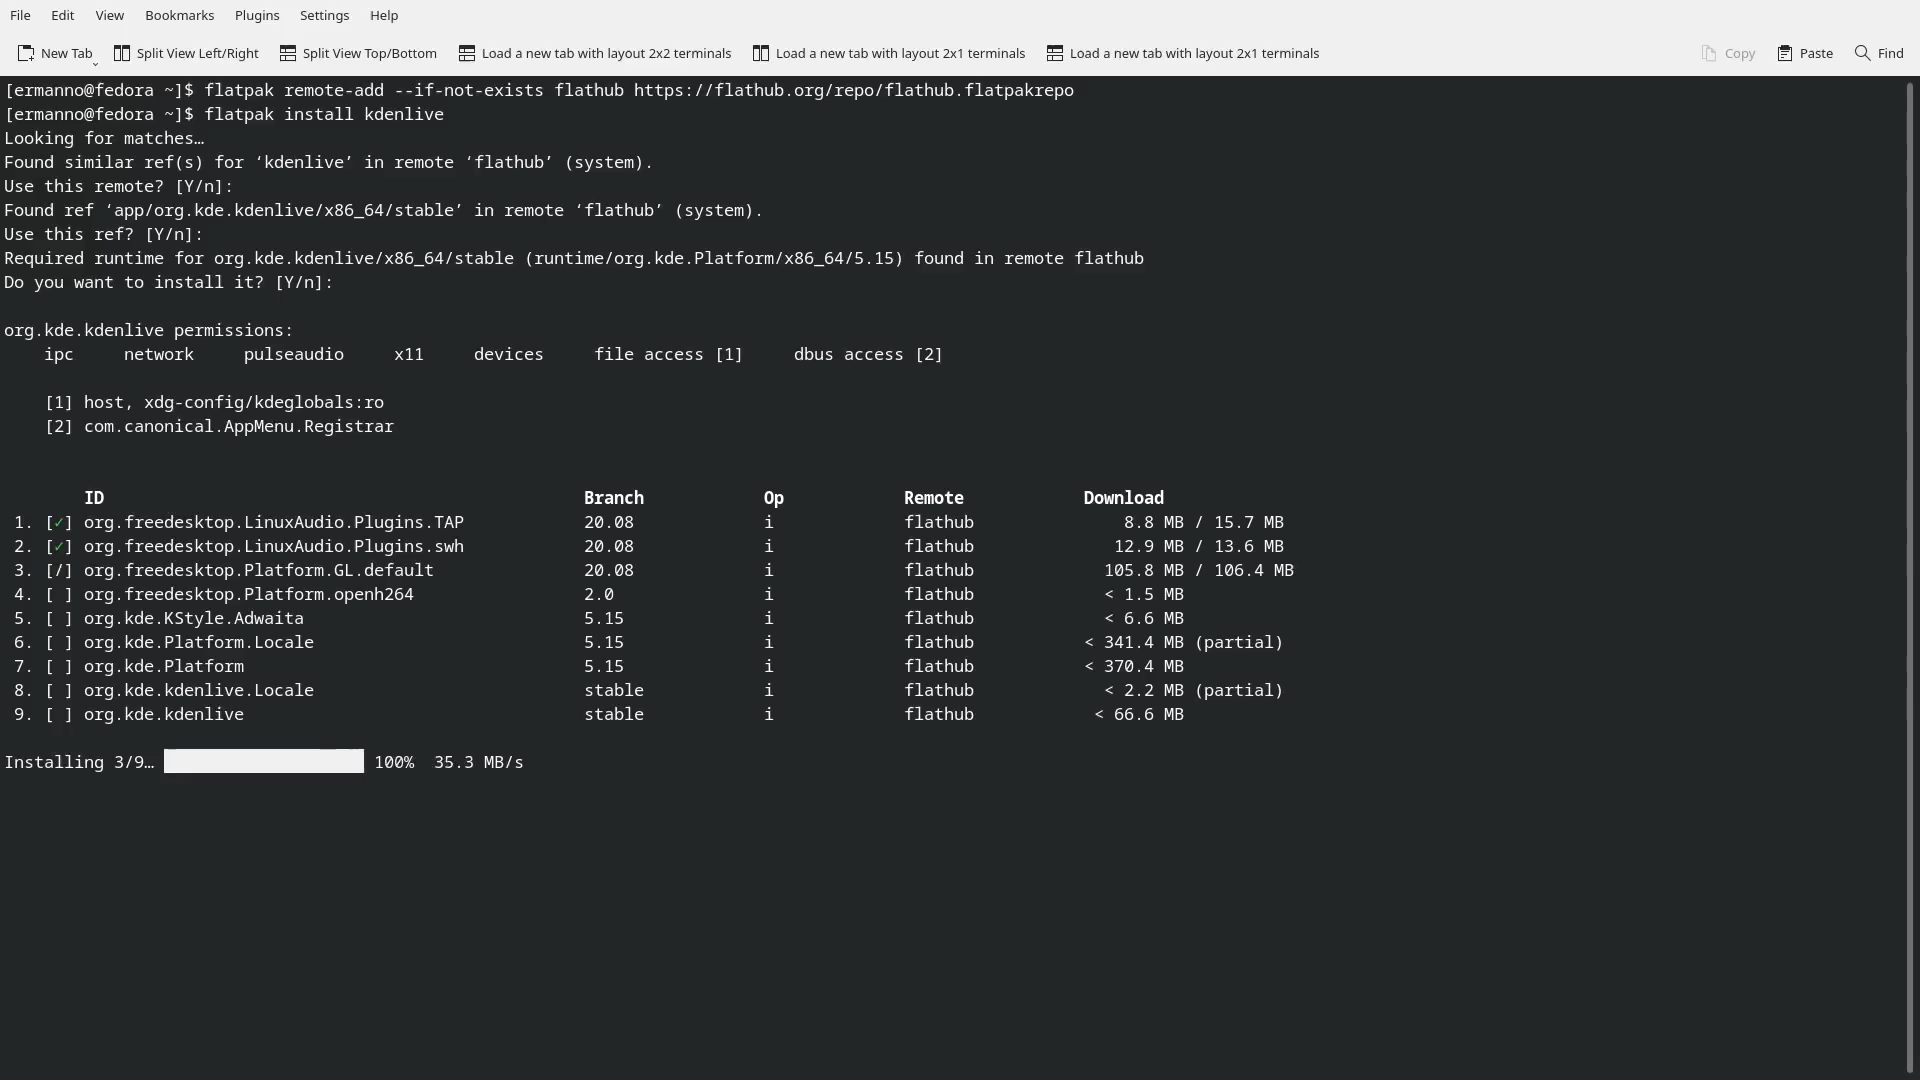 File Edit View Bookmarks Plugins Settings Help
New Tab Split View Left/Right Split View Top/Bottom Load a new tab with layout 2x2 terminals Load a new tab with layout 2x1 terminals Load a new tab with layout 2x1 terminals Copy Paste Find
[ermanno@fedora ~]$ flatpak remote-add --if-not-exists flathub https://flathub.org/repo/flathub.flatpakrepo
[ermanno@fedora ~]$ flatpak install kdenlive
Looking for matches…
Found similar ref(s) for ‘kdenlive’ in remote ‘flathub’ (system).
Use this remote? [Y/n]:
Found ref ‘app/org.kde.kdenlive/x86_64/stable’ in remote ‘flathub’ (system).
Use this ref? [Y/n]:
Required runtime for org.kde.kdenlive/x86_64/stable (runtime/org.kde.Platform/x86_64/5.15) found in remote flathub
Do you want to install it? [Y/n]:
org.kde.kdenlive permissions:
ipc network pulseaudio x11 devices file access [1] dbus access [2]
[1] host, xdg-config/kdeglobals:ro
[2] com.canonical.AppMenu.Registrar
ID Branch Op Remote Download
1. [✓] org.freedesktop.LinuxAudio.Plugins.TAP 20.08 i flathub 8.8 MB / 15.7 MB
2. [✓] org.freedesktop.LinuxAudio.Plugins.swh 20.08 i flathub 12.9 MB / 13.6 MB
3. [/] org.freedesktop.Platform.GL.default 20.08 i flathub 105.8 MB / 106.4 MB
4. [ ] org.freedesktop.Platform.openh264 2.0 i flathub < 1.5 MB
5. [ ] org.kde.KStyle.Adwaita 5.15 i flathub < 6.6 MB
6. [ ] org.kde.Platform.Locale 5.15 i flathub < 341.4 MB (partial)
7. [ ] org.kde.Platform 5.15 i flathub < 370.4 MB
8. [ ] org.kde.kdenlive.Locale stable i flathub < 2.2 MB (partial)
9. [ ] org.kde.kdenlive stable i flathub < 66.6 MB
Installing 3/9… 100% 35.3 MB/s